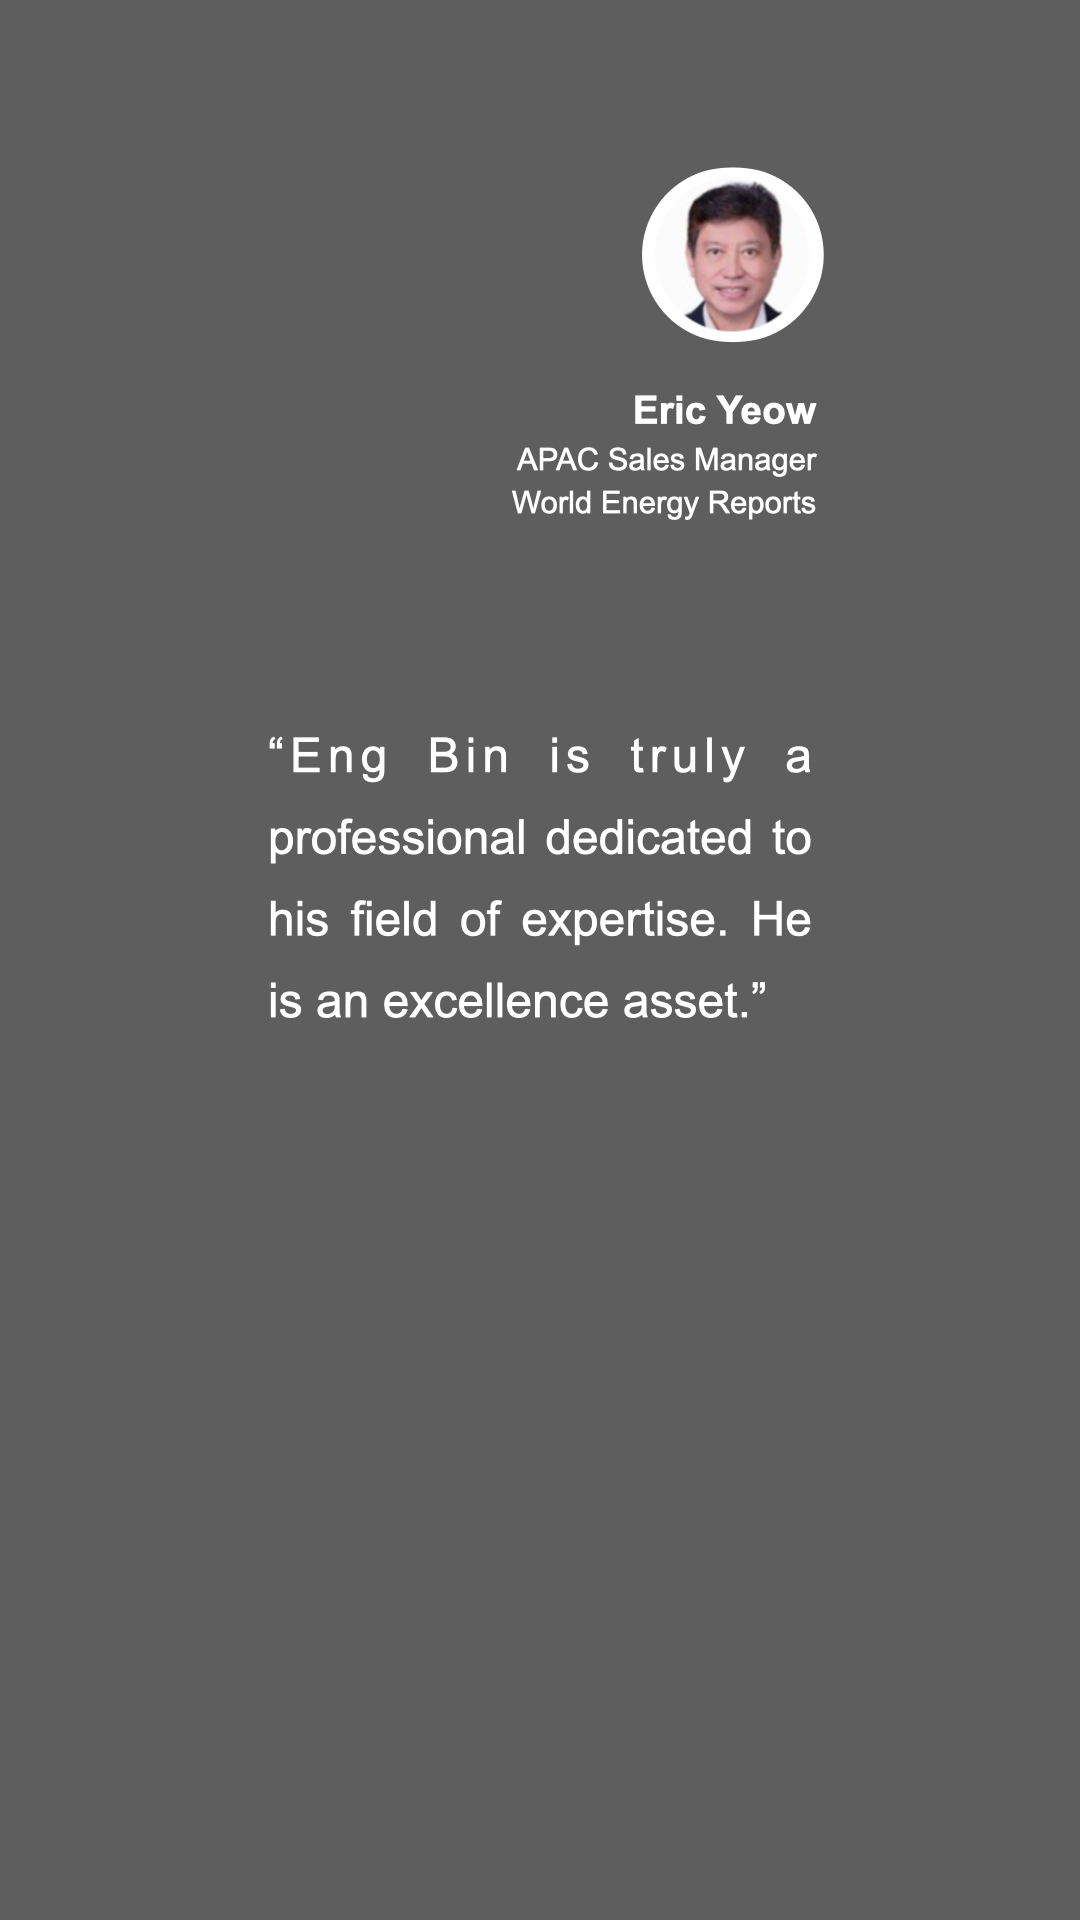 Eric Yeow
APAC Sales Manager
World Energy Reports
“Eng Bin is truly a
professional dedicated to
his field of expertise. He
is an excellence asset.”